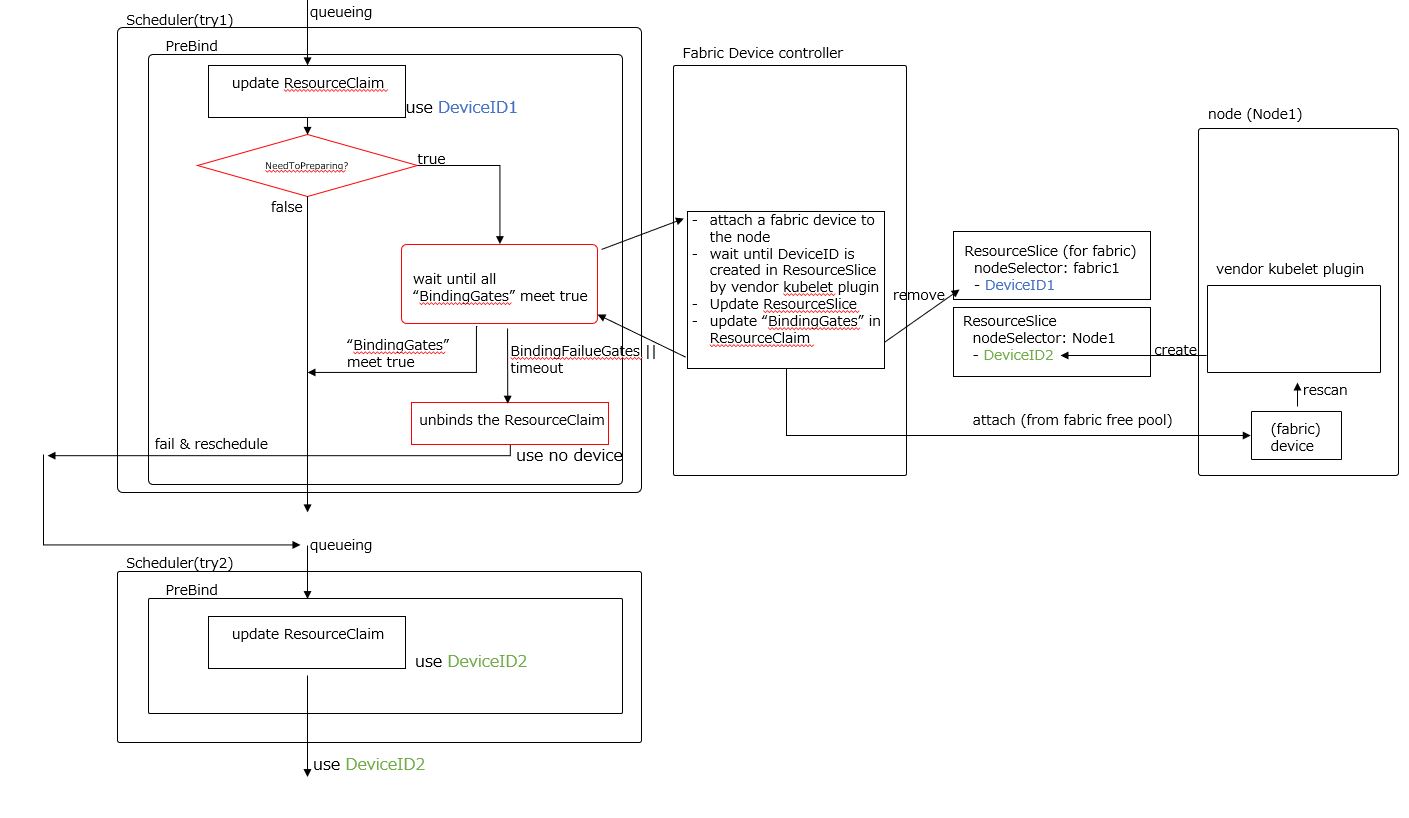 queueing
Scheduler(try1)
PreBind
update ResourceClaim
use DeviceID1
NeedToPreparing?
true
false
wait until all
“BindingGates” meet true
“BindingGates”
meet true
BindingFailueGates ||
timeout
unbinds the ResourceClaim
use no device
fail & reschedule
Fabric Device controller
- attach a fabric device to
the node
- wait until DeviceID is
created in ResourceSlice
by vendor kubelet plugin
- Update ResourceSlice
- update “BindingGates” in
ResourceClaim
remove
ResourceSlice (for fabric)
nodeSelector: fabric1
- DeviceID1
ResourceSlice
nodeSelector: Node1
- DeviceID2
create
attach (from fabric free pool)
node (Node1)
vendor kubelet plugin
rescan
(fabric)
device
queueing
Scheduler(try2)
PreBind
update ResourceClaim
use DeviceID2
use DeviceID2